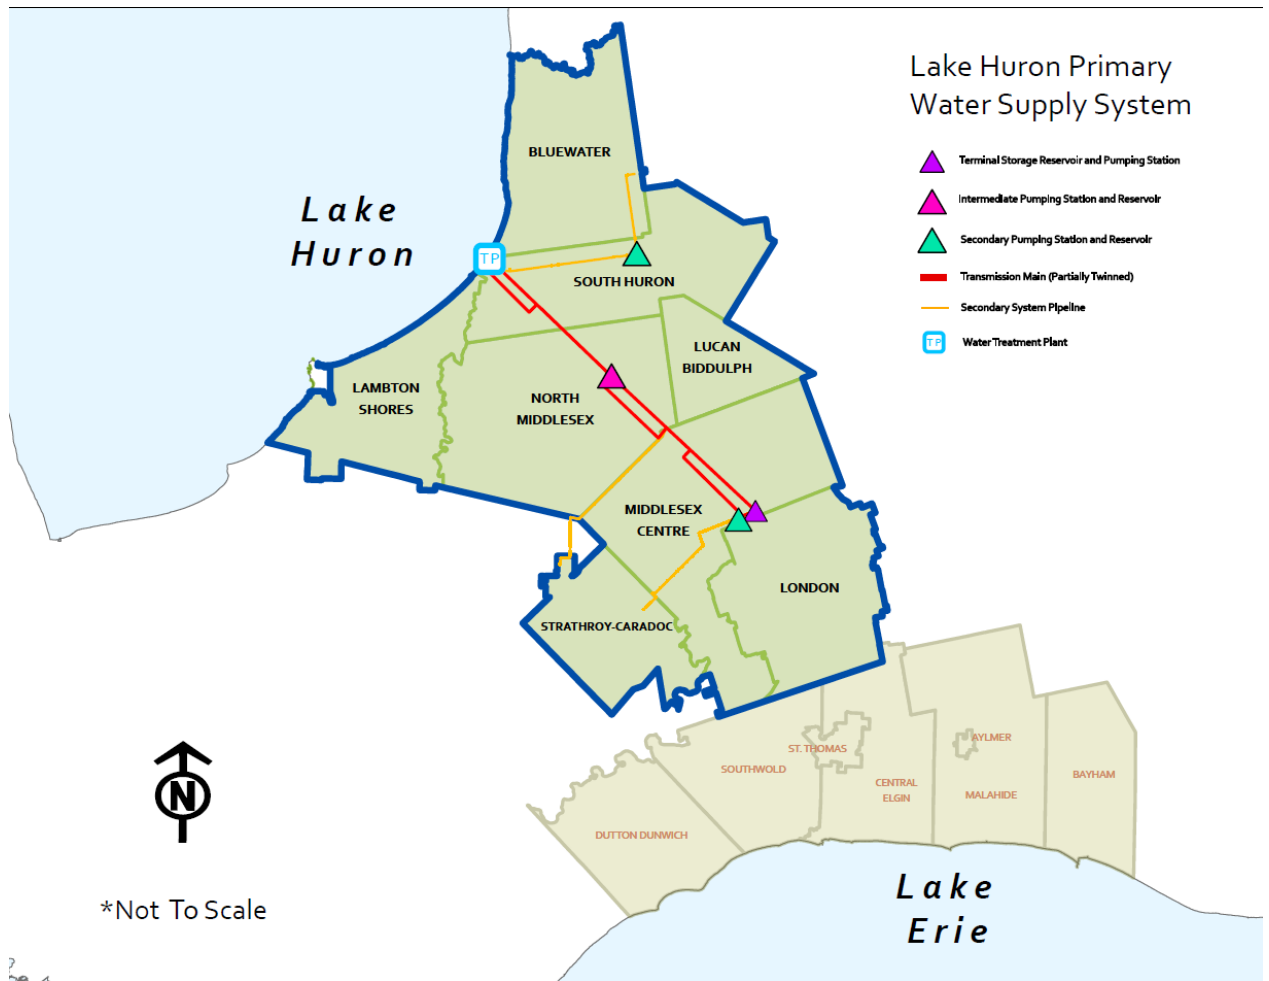 Lake Huron Primary
Water Supply System
Terminal Storage Reservoir and Pumping Station
Intermediate Pumping Station and Reservoir
Secondary Pumping Station and Reservoir
Transmission Main (Partially Twinned)
Secondary System Pipeline
TP
Water Treatment Plant
BLUEWATER
Lake
Huron
TP
SOUTH HURON
LUCAN
BIDDULPH
LAMBTON
SHORES
NORTH
MIDDLESEX
MIDDLESEX
CENTRE
LONDON
STRATHROY-CARADOC
ST. THOMAS
AYLMER
SOUTHWOLD
BAYHAM
CENTRAL
ELGIN
MALAHIDE
DUTTON DUNWICH
N
Lake
Erie
*Not To Scale